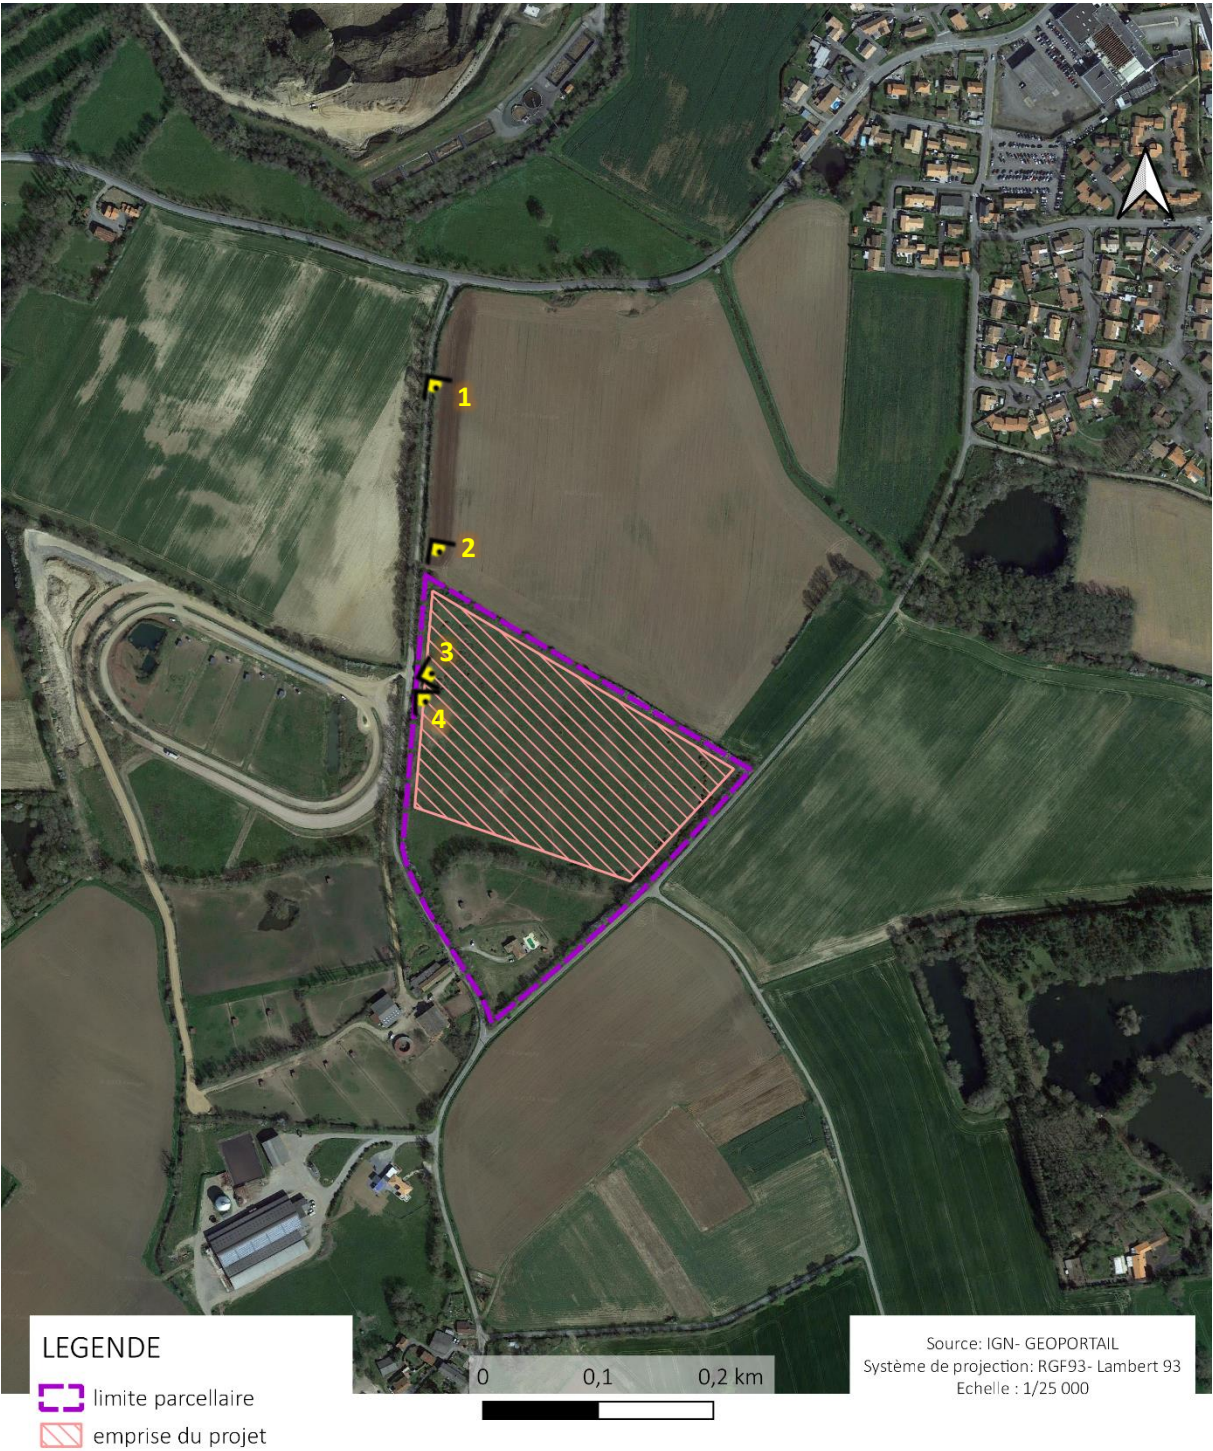 1
2
3
4
LEGENDE
limite parcellaire
emprise du projet
0 0,1 0,2 km
Source: IGN- GEOPORTAIL
Système de projection: RGF93- Lambert 93
Echelle : 1/25 000